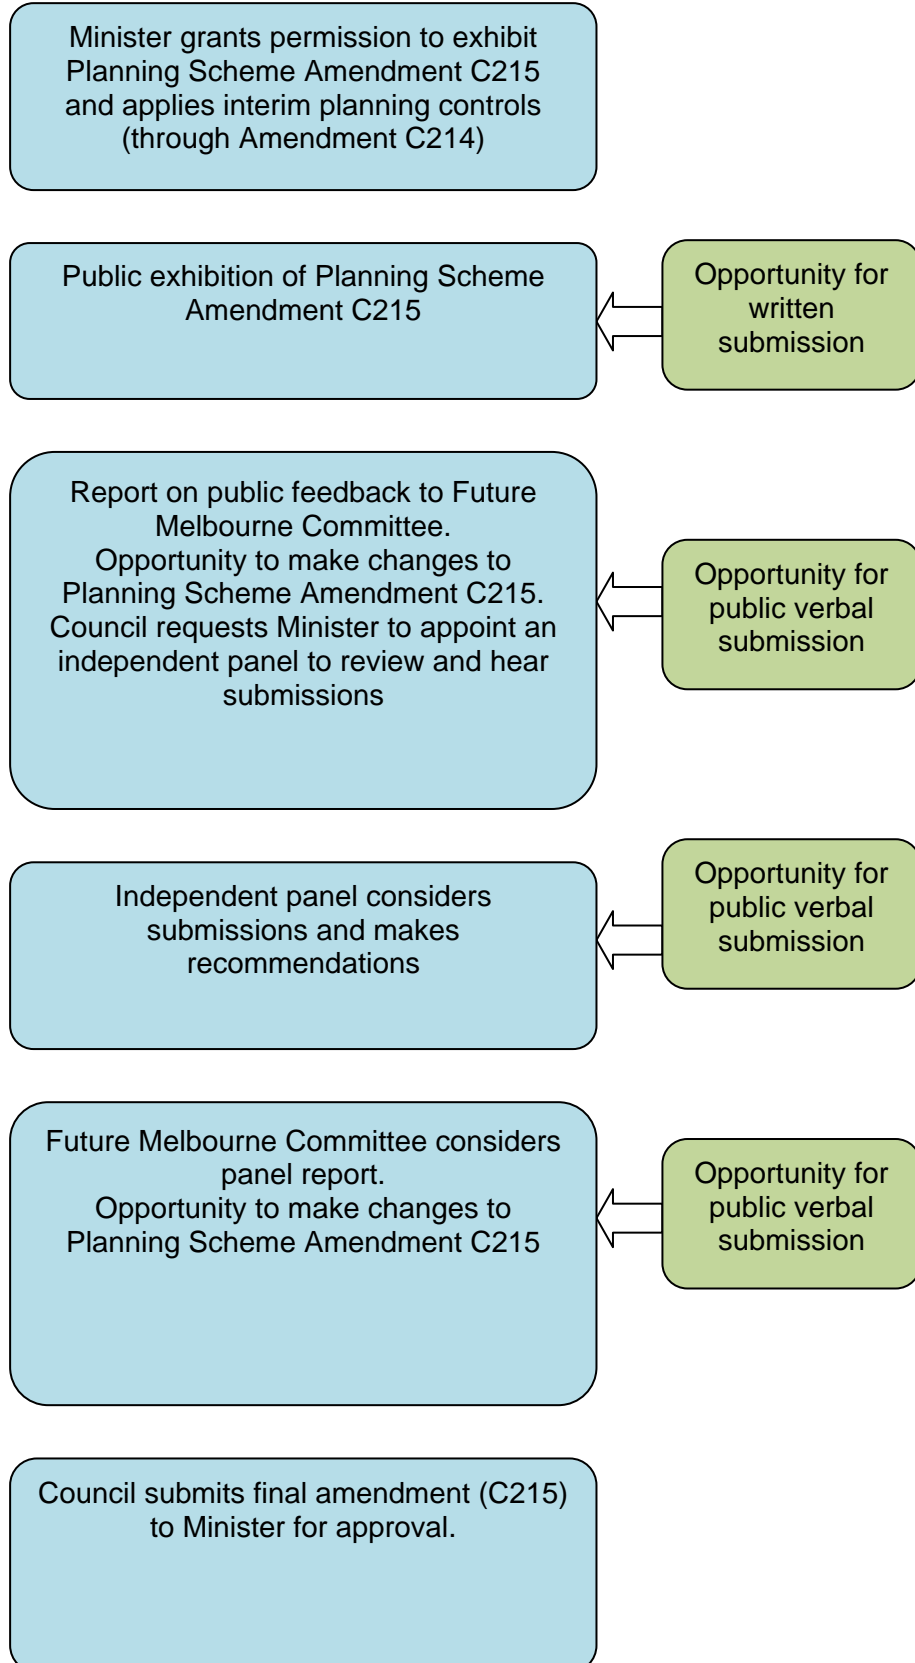 Minister grants permission to exhibit
Planning Scheme Amendment C215
and applies interim planning controls
(through Amendment C214)
Public exhibition of Planning Scheme
Amendment C215
Opportunity for
written
submission
Report on public feedback to Future
Melbourne Committee.
Opportunity to make changes to
Planning Scheme Amendment C215.
Council requests Minister to appoint an
independent panel to review and hear
submissions
Opportunity for
public verbal
submission
Independent panel considers
submissions and makes
recommendations
Opportunity for
public verbal
submission
Future Melbourne Committee considers
panel report.
Opportunity to make changes to
Planning Scheme Amendment C215
Opportunity for
public verbal
submission
Council submits final amendment (C215)
to Minister for approval.